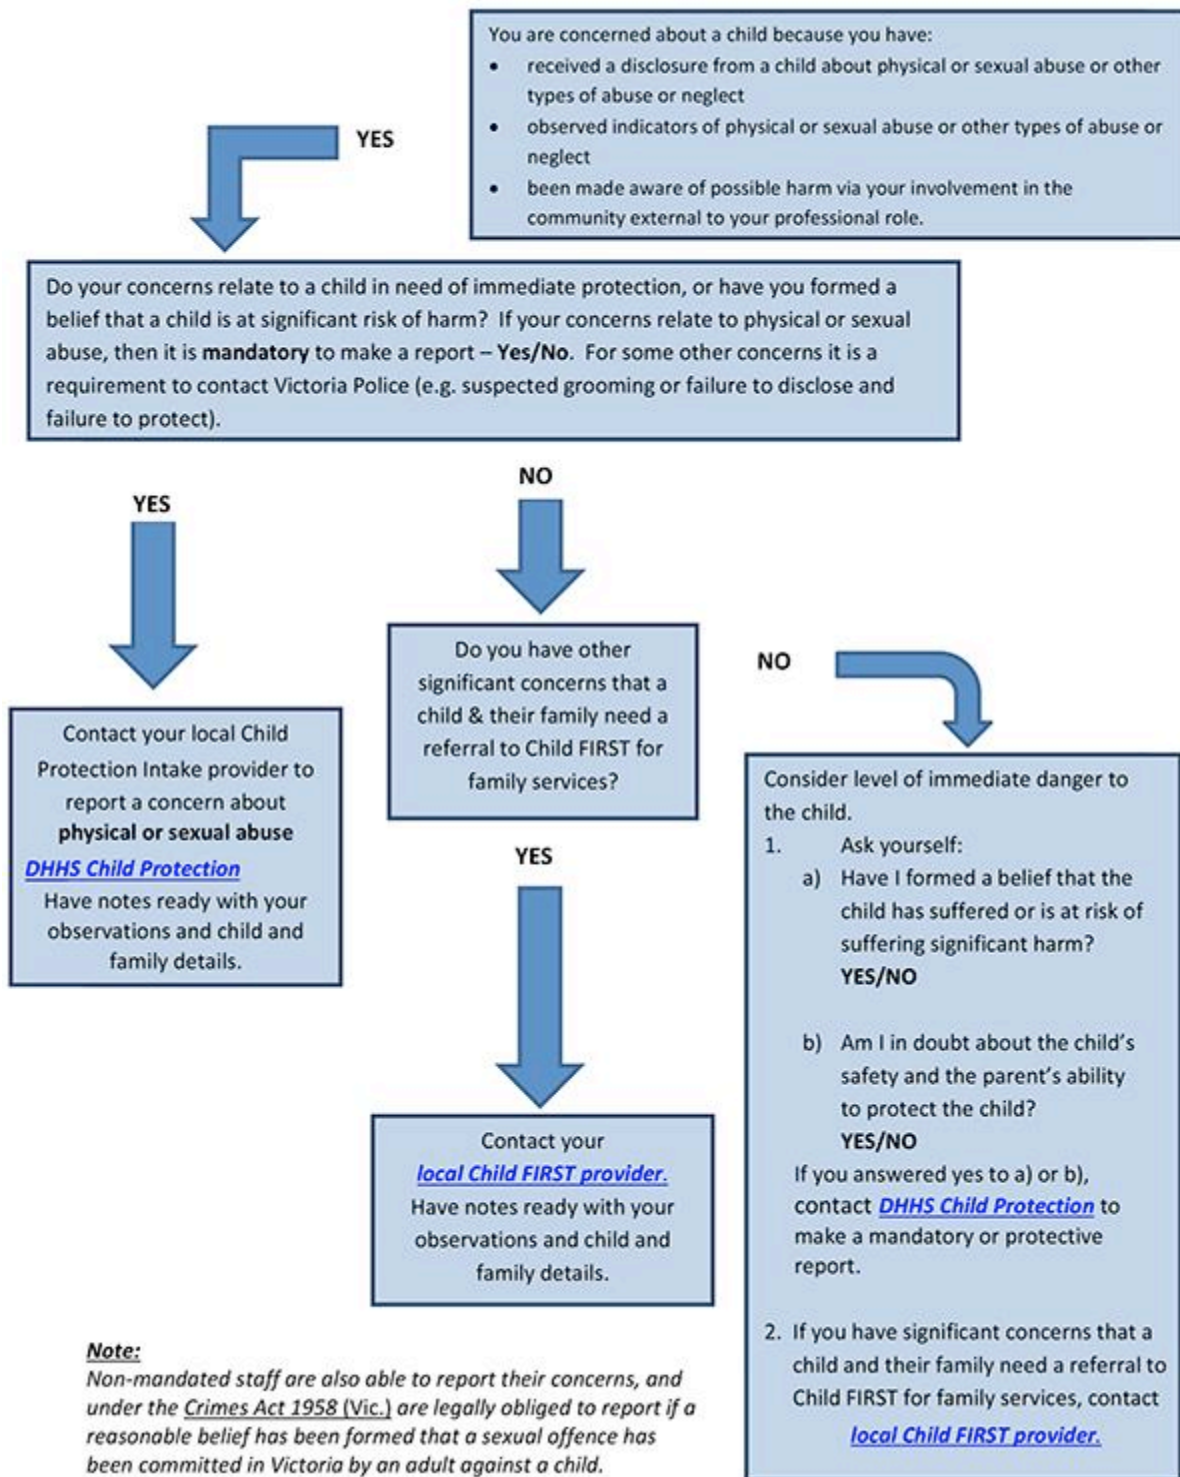 You are concerned about a child because you have:
• received a disclosure from a child about physical or sexual abuse or other
types of abuse or neglect
• observed indicators of physical or sexual abuse or other types of abuse or
neglect
• been made aware of possible harm via your involvement in the
community external to your professional role.
YES
Do your concerns relate to a child in need of immediate protection, or have you formed a
belief that a child is at significant risk of harm? If your concerns relate to physical or sexual
abuse, then it is mandatory to make a report – Yes/No. For some other concerns it is a
requirement to contact Victoria Police (e.g. suspected grooming or failure to disclose and
failure to protect).
YES
NO
Contact your local Child
Protection Intake provider to
report a concern about
physical or sexual abuse
DHHS Child Protection
Have notes ready with your
observations and child and
family details.
Do you have other
significant concerns that a
child & their family need a
referral to Child FIRST for
family services?
YES
NO
Contact your
local Child FIRST provider.
Have notes ready with your
observations and child and
family details.
Consider level of immediate danger to
the child.
1. Ask yourself:
a) Have I formed a belief that the
child has suffered or is at risk of
suffering significant harm?
YES/NO
b) Am I in doubt about the child's
safety and the parent's ability
to protect the child?
YES/NO
If you answered yes to a) or b),
contact DHHS Child Protection to
make a mandatory or protective
report.
2. If you have significant concerns that a
child and their family need a referral to
Child FIRST for family services, contact
local Child FIRST provider.
Note:
Non-mandated staff are also able to report their concerns, and
under the Crimes Act 1958 (Vic.) are legally obliged to report if a
reasonable belief has been formed that a sexual offence has
been committed in Victoria by an adult against a child.